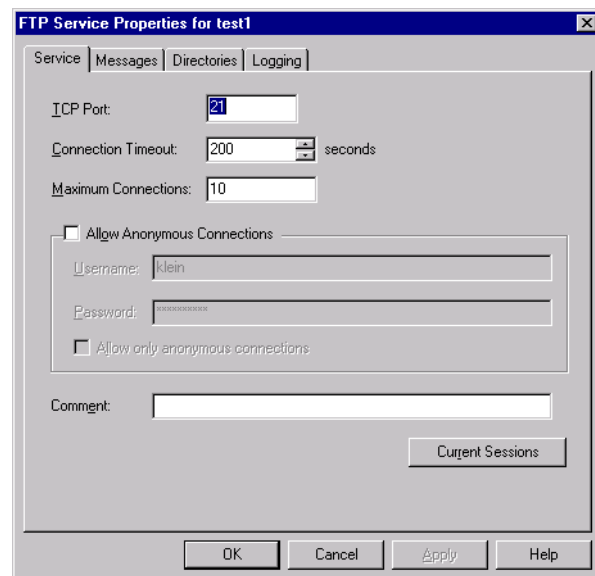 FTP Service Properties for test1
Service Messages Directories Logging
TCP Port: 21
Connection Timeout: 200 seconds
Maximum Connections: 10
Allow Anonymous Connections
Username: klein
Password: **********
Allow only anonymous connections
Comment:
Current Sessions
OK Cancel Apply Help